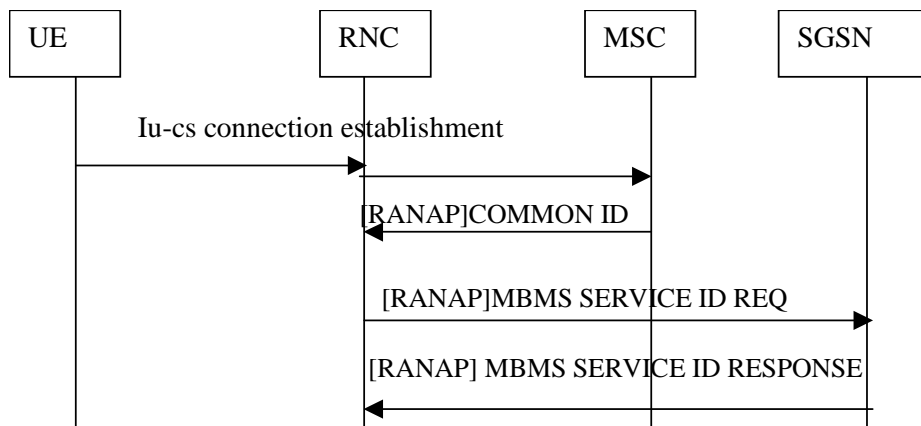 UE RNC MSC SGSN
Iu-cs connection establishment
[RANAP]COMMON ID
[RANAP]MBMS SERVICE ID REQ
[RANAP] MBMS SERVICE ID RESPONSE